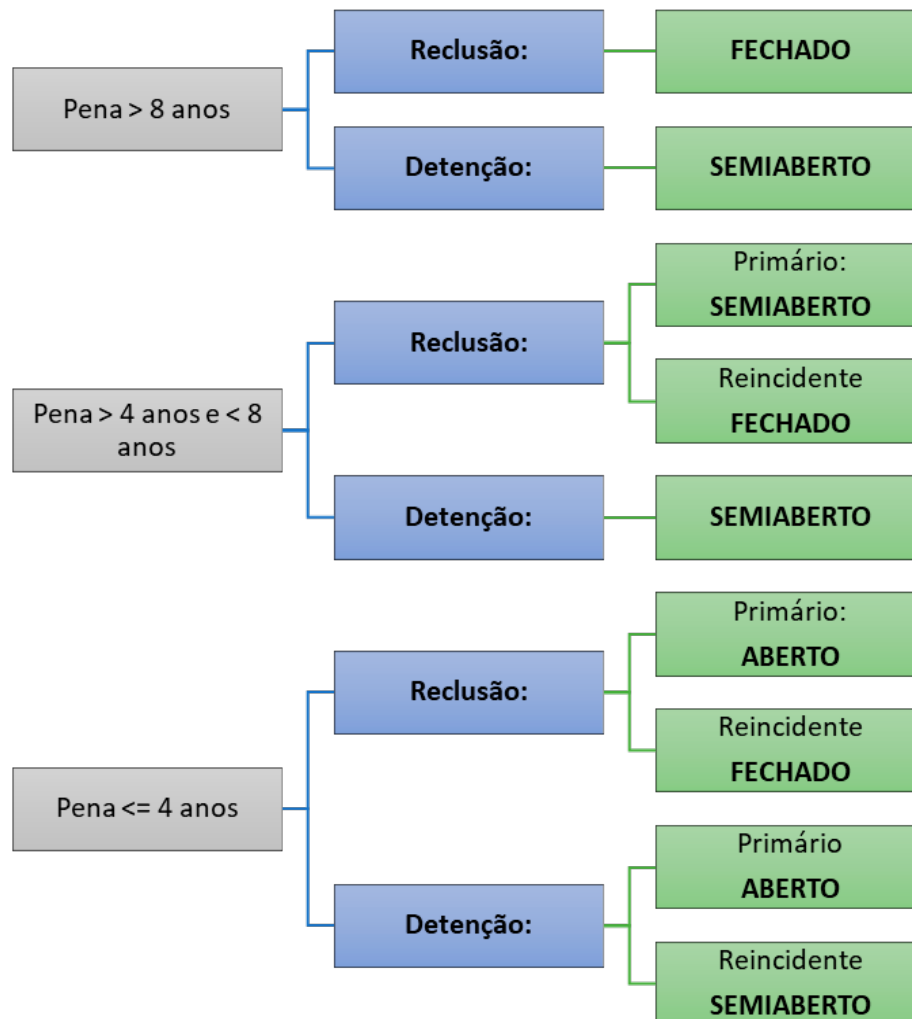 Pena > 8 anos
Reclusão:
FECHADO
Detenção:
SEMIABERTO
Pena > 4 anos e < 8
anos
Reclusão:
Primário:
SEMIABERTO
Reincidente
FECHADO
Detenção:
SEMIABERTO
Pena <= 4 anos
Reclusão:
Primário:
ABERTO
Reincidente
FECHADO
Detenção:
Primário
ABERTO
Reincidente
SEMIABERTO